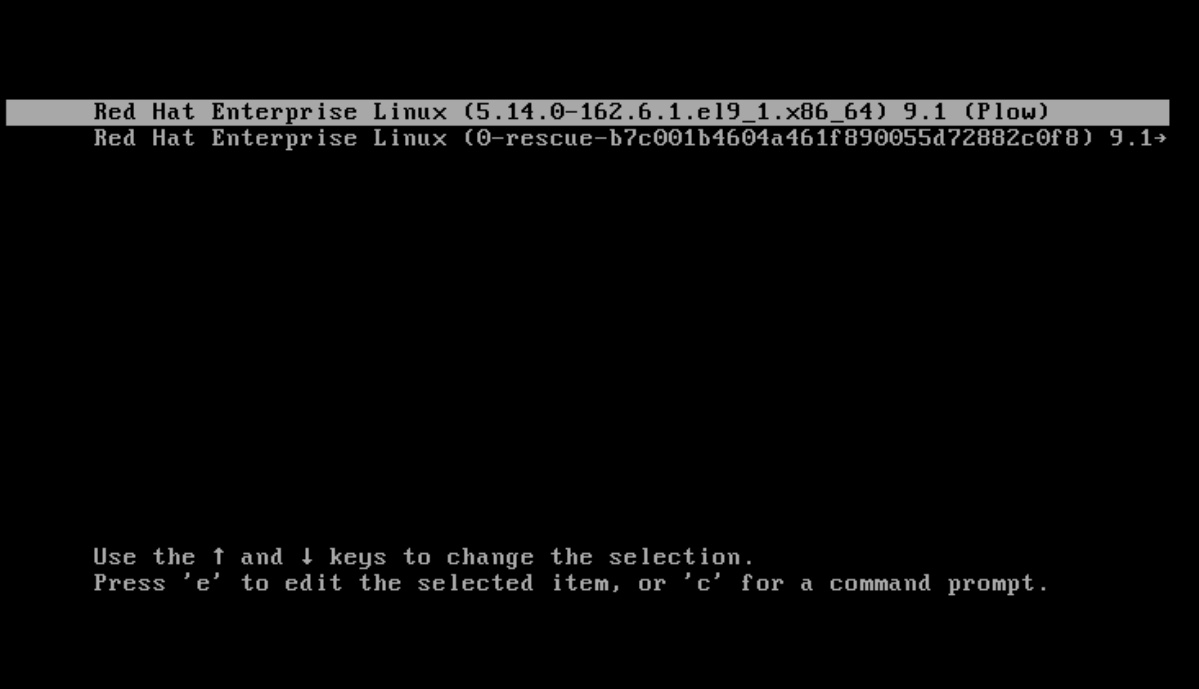 Red Hat Enterprise Linux (5.14.0-162.6.1.el9_1.x86_64) 9.1 (Plow)
Red Hat Enterprise Linux (0-rescue-b7c001b4604a461f890055d72882c0f8) 9.1→
Use the ↑ and ↓ keys to change the selection.
Press 'e' to edit the selected item, or 'c' for a command prompt.